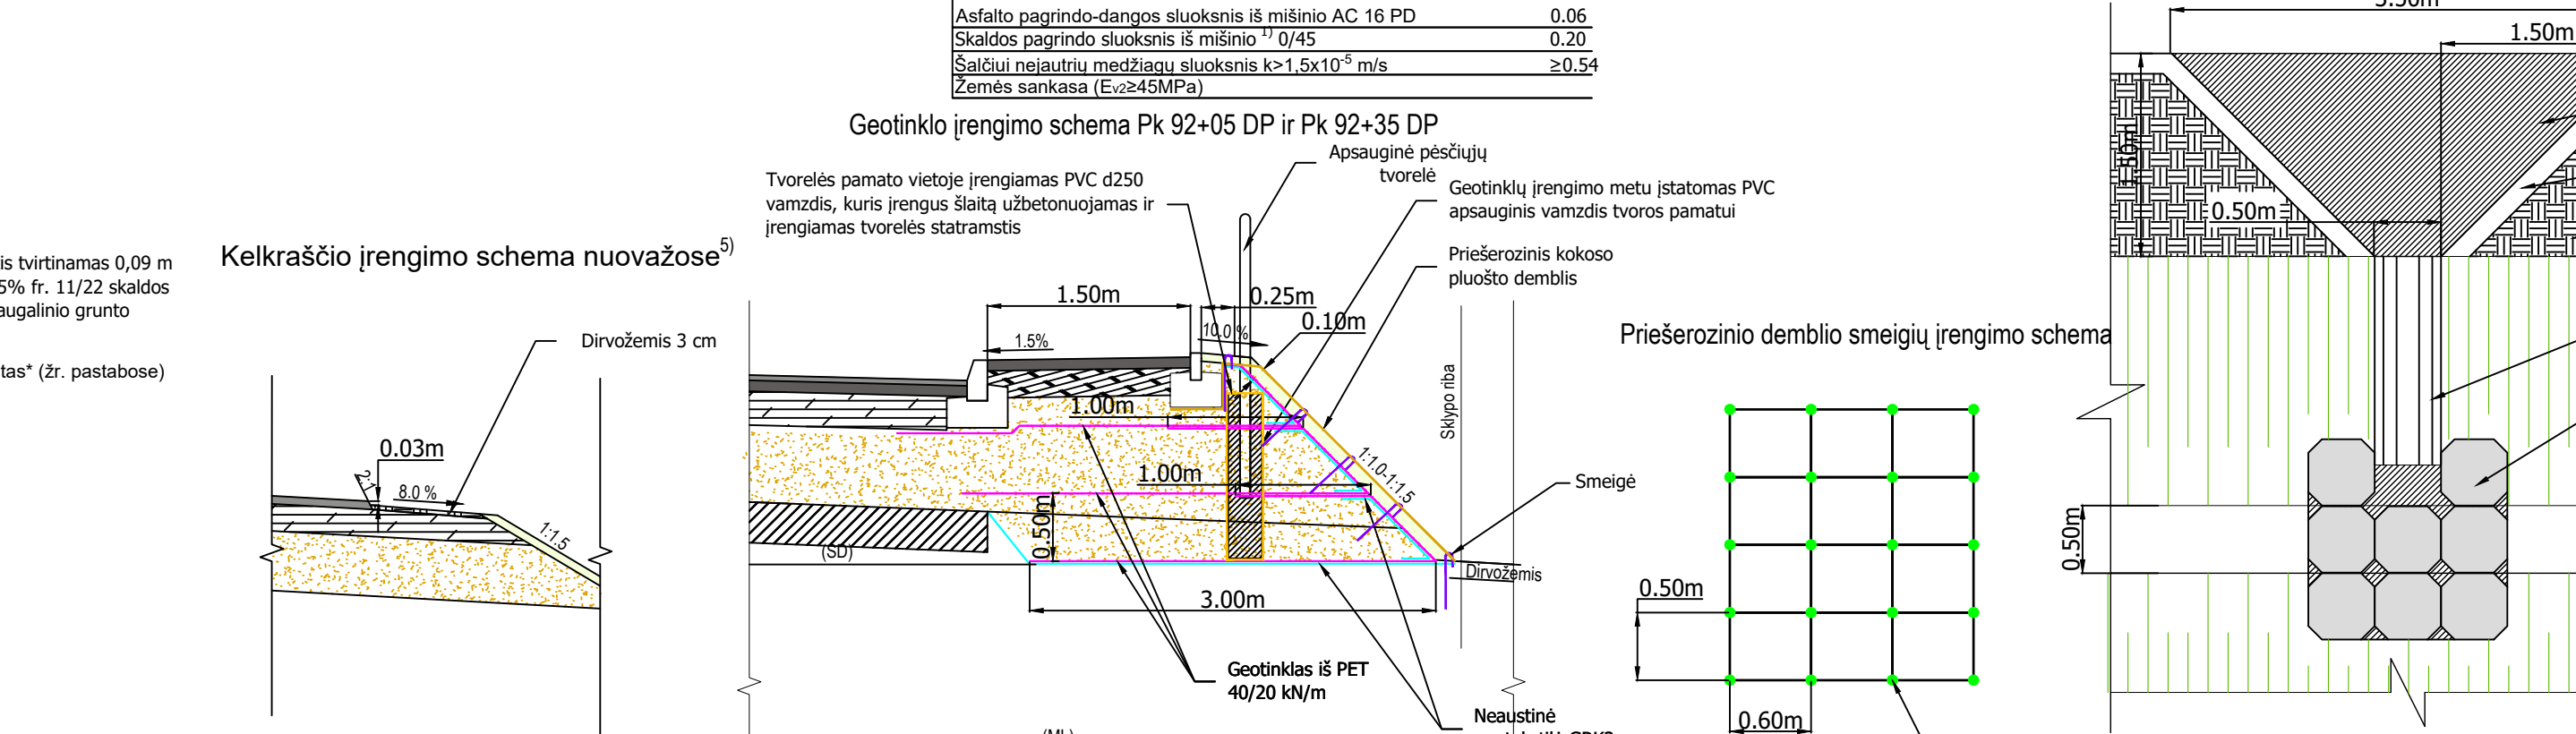 Asfalto pagrindo-dangos sluoksnis iš mišinio AC 16 PD 0.06
Skaldos pagrindo sluoksnis iš mišinio 1) 0/45 0.20
Šalčiui nejautrių medžiagų sluoksnis k>1,5x10-5 m/s ≥0.54
Žemės sankasa (Ev2≥45MPa)
is tvirtinamas 0,09 m
5% fr. 11/22 skaldos
augalinio grunto
tas* (žr. pastabose)
Kelkraščio įrengimo schema nuovažose5)
Dirvožemis 3 cm
0.03m
2:1
8.0 %
1:1.5
Geotinklo įrengimo schema Pk 92+05 DP ir Pk 92+35 DP
Tvorelės pamato vietoje įrengiamas PVC d250
vamzdis, kuris įrengus šlaitą užbetonuojamas ir
įrengiamas tvorelės statramstis
Apsauginė pėsčiųjų
tvorelė
Geotinklų įrengimo metu įstatomas PVC
apsauginis vamzdis tvoros pamatui
Priešerozinis kokoso
pluošto demblis
1.50m
0.25m
1.5%
10.0 %
0.10m
Sklypo riba
1.00m
1.00m
1:1.0-1:1.5
0.50m
(SD)
Smeigė
Dirvožemis
3.00m
Geotinklas iš PET
40/20 kN/m
Neaustinė
Priešerozinio demblio smeigių įrengimo schema
0.50m
0.60m
1.50m
1.50m
0.50m
0.50m